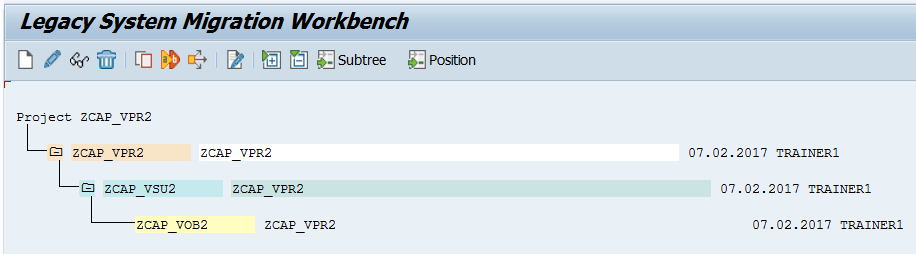 Legacy System Migration Workbench
Subtree Position
Project ZCAP_VPR2
ZCAP_VPR2 ZCAP_VPR2 07.02.2017 TRAINER1
ZCAP_VSU2 ZCAP_VPR2 07.02.2017 TRAINER1
ZCAP_VOB2 ZCAP_VPR2 07.02.2017 TRAINER1